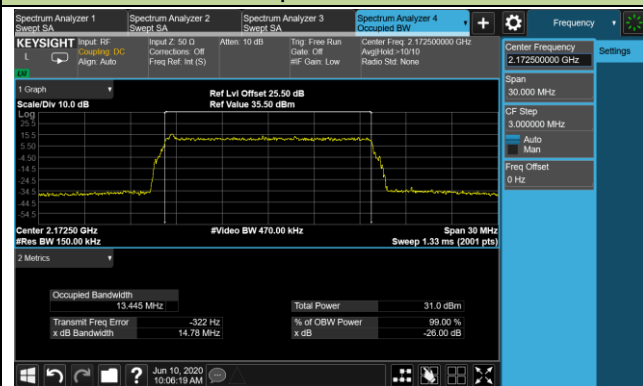 Spectrum Analyzer 1
Swept SA
Spectrum Analyzer 2
Swept SA
Spectrum Analyzer 3
Swept SA
Spectrum Analyzer 4
Occupied BW
Frequency
KEYSIGHT
L
LXI
Input: RF
Coupling: DC
Align: Auto
Input Z: 50 Ω
Corrections: Off
Freq Ref: Int (S)
Atten: 10 dB
Trig: Free Run
Gate: Off
#IF Gain: Low
Center Freq: 2.172500000 GHz
Avg|Hold >10/10
Radio Std: None
Center Frequency
2.172500000 GHz
Settings
Span
30.000 MHz
CF Step
3.000000 MHz
Auto
Man
Freq Offset
0 Hz
1 Graph
Scale/Div 10.0 dB
Ref Lvl Offset 25.50 dB
Ref Value 35.50 dBm
Log
25.5
15.5
5.50
-4.50
-14.5
-24.5
-34.5
-44.5
-54.5
Center 2.17250 GHz
#Video BW 470.00 kHz
Span 30 MHz
#Res BW 150.00 kHz
Sweep 1.33 ms (2001 pts)
2 Metrics
Occupied Bandwidth
13.445 MHz
Total Power 31.0 dBm
Transmit Freq Error -322 Hz
% of OBW Power 99.00 %
x dB Bandwidth 14.78 MHz
x dB -26.00 dB
Jun 10, 2020
10:06:19 AM